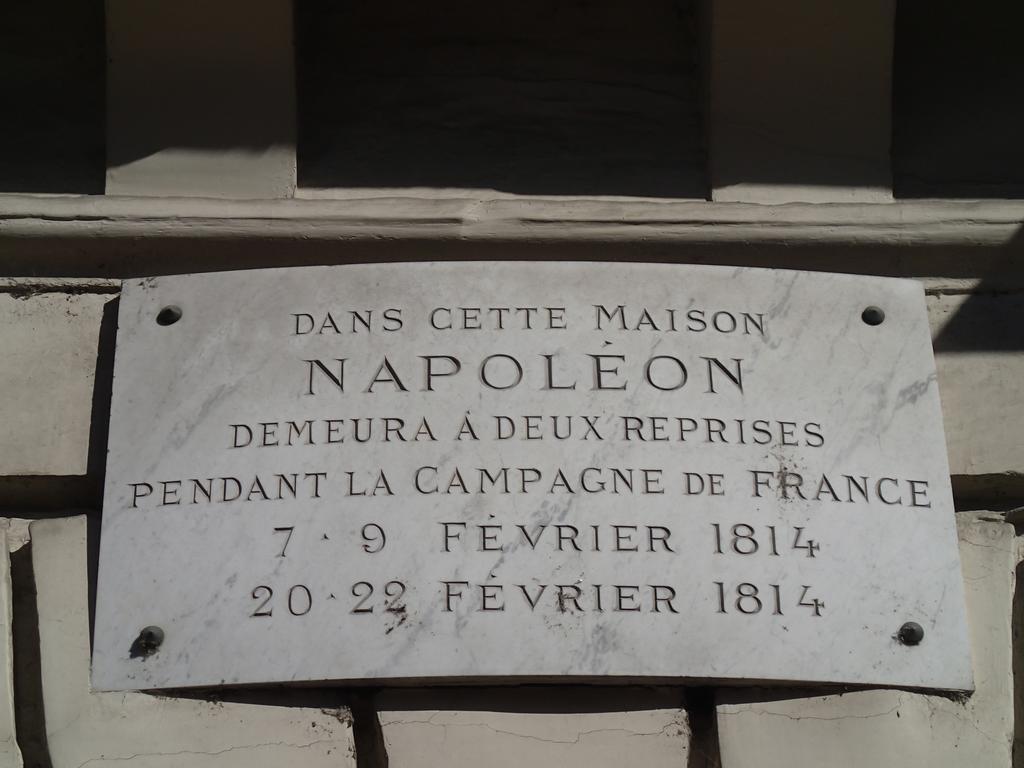 DANS CETTE MAISON
NAPOLÉON
DEMEURA À DEUX REPRISES
PENDANT LA CAMPAGNE DE FRANCE
7 · 9 FÉVRIER 1814
20 · 22 FÉVRIER 1814